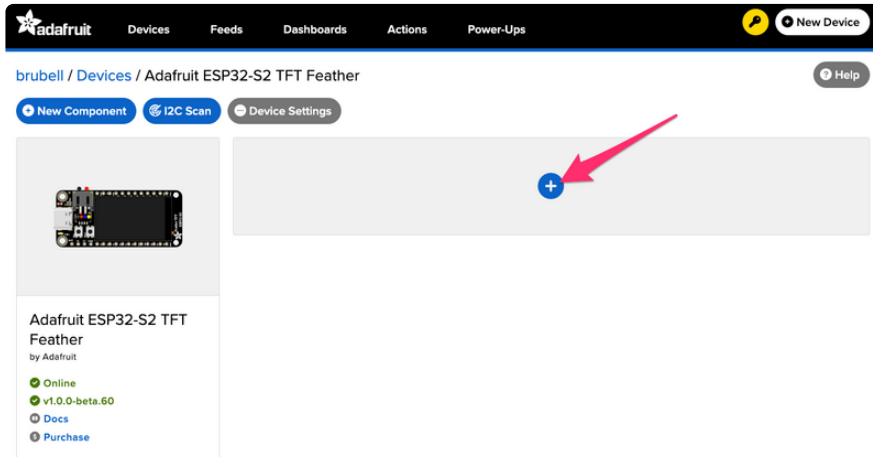 adafruit Devices Feeds Dashboards Actions Power-Ups New Device
brubell / Devices / Adafruit ESP32-S2 TFT Feather Help
New Component I2C Scan Device Settings
Adafruit ESP32-S2 TFT
Feather
by Adafruit
Online
v1.0.0-beta.60
Docs
Purchase